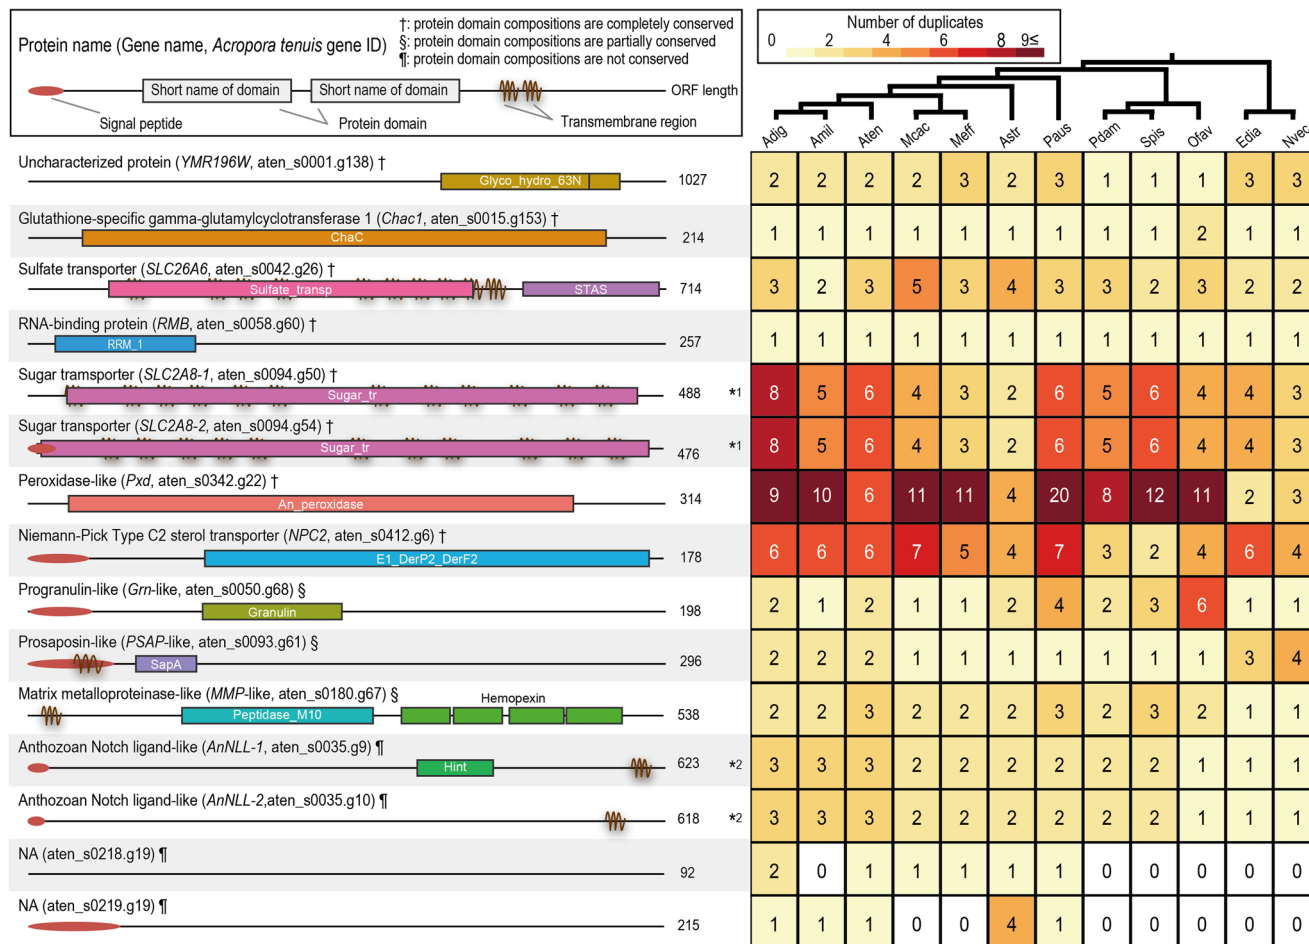 Protein name (Gene name, Acropora tenuis gene ID)
†: protein domain compositions are completely conserved
§: protein domain compositions are partially conserved
¶: protein domain compositions are not conserved
Short name of domain Short name of domain ORF length
Signal peptide Protein domain Transmembrane region
Number of duplicates
0 2 4 6 8 9≤
Adig Amil Aten Mcac Meff Astr Paus Pdam Spis Ofav Edia Nvec
Uncharacterized protein (YMR196W, aten_s0001.g138) †
Glyco_hydro_63N 1027 2 2 2 2 3 2 3 1 1 1 3 3
Glutathione-specific gamma-glutamylcyclotransferase 1 (Chac1, aten_s0015.g153) †
ChaC 214 1 1 1 1 1 1 1 1 1 2 1 1
Sulfate transporter (SLC26A6, aten_s0042.g26) †
Sulfate_transp STAS 714 3 2 3 5 3 4 3 3 2 3 2 2
RNA-binding protein (RMB, aten_s0058.g60) †
RRM_1 257 1 1 1 1 1 1 1 1 1 1 1 1
Sugar tramsporter (SLC2A8-1, aten_s0094.g50) †
Sugar_tr 488 *1 8 5 6 4 3 2 6 5 6 4 4 3
Sugar transporter (SLC2A8-2, aten_s0094.g54) †
Sugar_tr 476 *1 8 5 6 4 3 2 6 5 6 4 4 3
Peroxidase-like (Pxd, aten_s0342.g22) †
An_peroxidase 314 9 10 6 11 11 4 20 8 12 11 2 3
Niemann-Pick Type C2 sterol transporter (NPC2, aten_s0412.g6) †
E1_DerP2_DerF2 178 6 6 6 7 5 4 7 3 2 4 6 4
Progranulin-like (Grn-like, aten_s0050.g68) §
Granulin 198 2 1 2 1 1 2 4 2 3 6 1 1
Prosaposin-like (PSAP-like, aten_s0093.g61) §
SapA 296 2 2 2 1 1 1 1 1 1 1 3 4
Matrix metalloproteinase-like (MMP-like, aten_s0180.g67) §
Hemopexin
Peptidase_M10 538 2 2 3 2 2 2 3 2 3 2 1 1
Anthozoan Notch ligand-like (AnNLL-1, aten_s0035.g9) ¶
Hint 623 *2 3 3 3 2 2 2 2 2 2 1 1 1
Anthozoan Notch ligand-like (AnNLL-2,aten_s0035.g10) ¶
618 *2 3 3 3 2 2 2 2 2 2 1 1 1
NA (aten_s0218.g19) ¶
92 2 0 1 1 1 1 1 0 0 0 0 0
NA (aten_s0219.g19) ¶
215 1 1 1 0 0 4 1 0 0 0 0 0